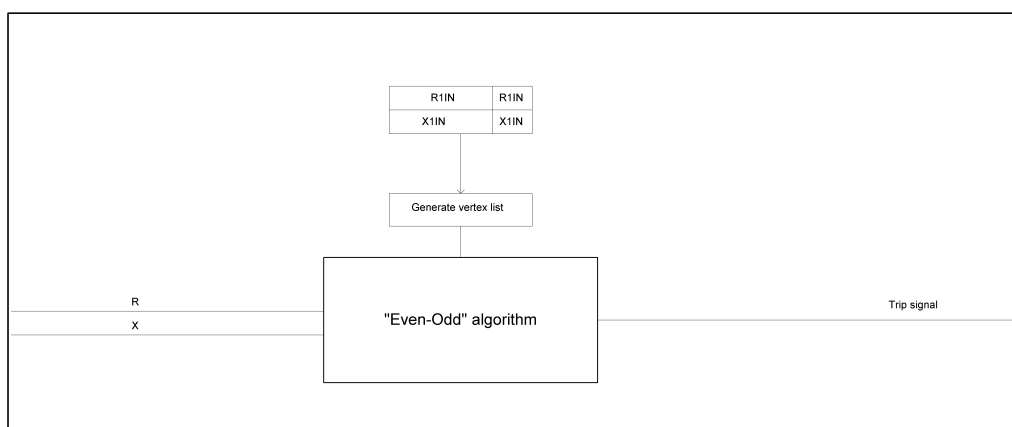 R1IN R1IN
X1IN X1IN
Generate vertex list
"Even-Odd" algorithm
R
X
Trip signal